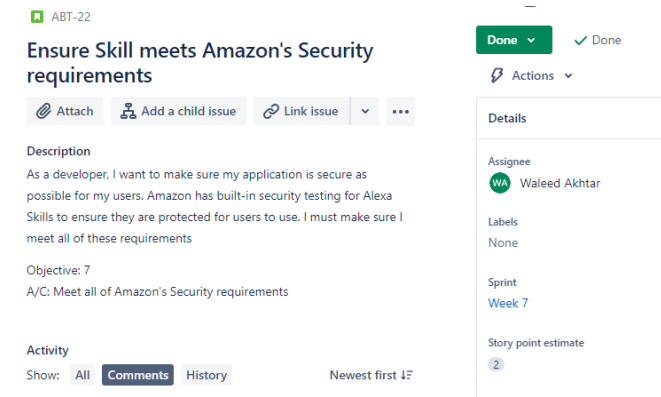 ABT-22
Ensure Skill meets Amazon's Security
requirements
Attach
Add a child issue
Link issue
Description
As a developer, I want to make sure my application is secure as
possible for my users. Amazon has built-in security testing for Alexa
Skills to ensure they are protected for users to use. I must make sure I
meet all of these requirements
Objective: 7
A/C: Meet all of Amazon's Security requirements
Activity
Show: All Comments History Newest first
Done
Done
Actions
Details
Assignee
WA Waleed Akhtar
Labels
None
Sprint
Week 7
Story point estimate
2